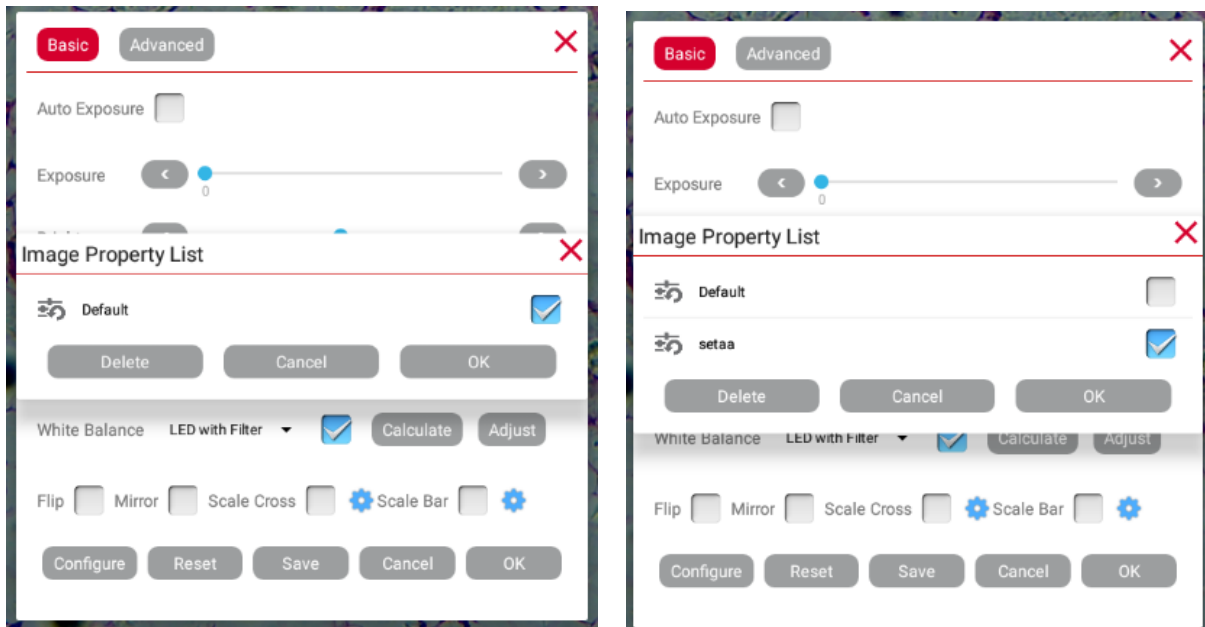 Basic Advanced
Auto Exposure
Exposure
0
Image Property List
Default
Delete Cancel OK
White Balance LED with Filter Calculate Adjust
Flip Mirror Scale Cross Scale Bar
Configure Reset Save Cancel OK
Basic Advanced
Auto Exposure
Exposure
0
Image Property List
Default
setaa
Delete Cancel OK
White Balance LED with Filter Calculate Adjust
Flip Mirror Scale Cross Scale Bar
Configure Reset Save Cancel OK